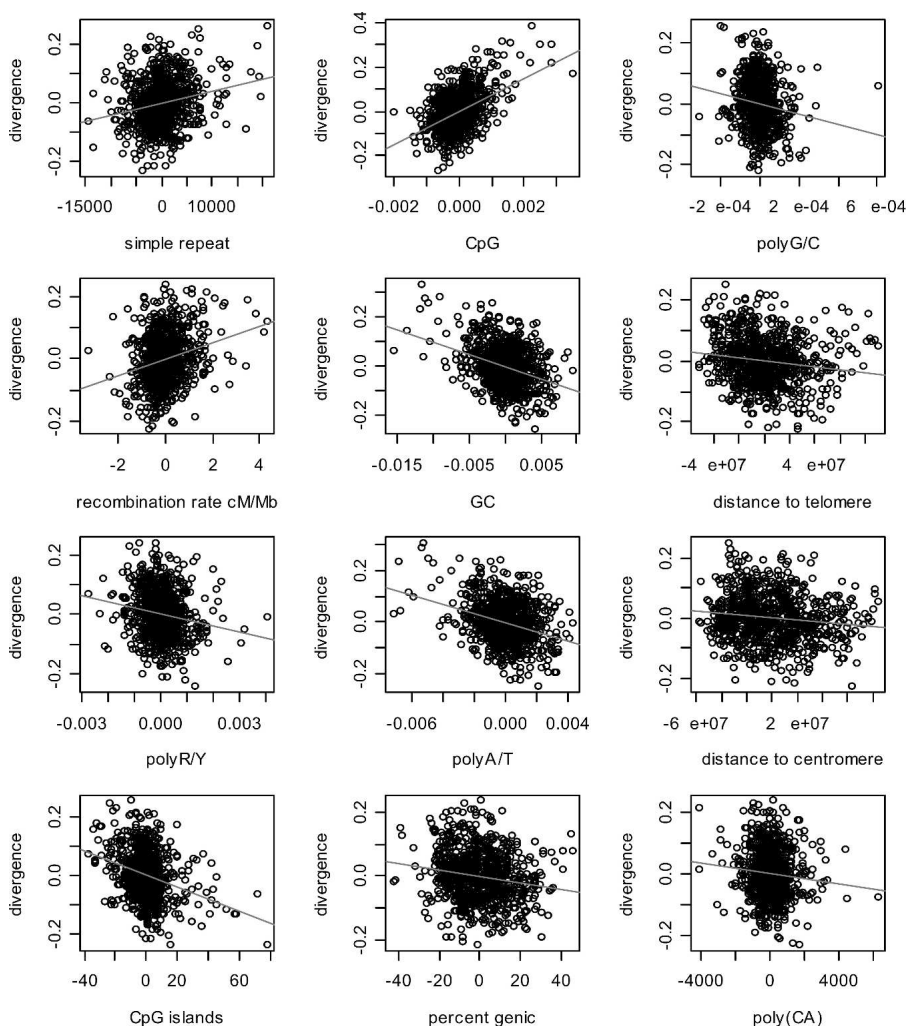 divergence
0.2
0.0
-0.2
-15000 0 10000
simple repeat
divergence
0.4
0.2
0.0
-0.2
-0.002 0.000 0.002
CpG
divergence
0.2
0.0
-0.2
-2 e-04 2 e-04 6 e-04
polyG/C
divergence
0.2
0.0
-0.2
-2 0 2 4
recombination rate cM/Mb
divergence
0.2
0.0
-0.2
-0.015 -0.005 0.005
GC
divergence
0.2
0.0
-0.2
-4 e+07 4 e+07
distance to telomere
divergence
0.2
0.0
-0.2
-0.003 0.000 0.003
polyR/Y
divergence
0.2
0.0
-0.2
-0.006 0.000 0.004
polyA/T
divergence
0.2
0.0
-0.2
-6 e+07 2 e+07
distance to centromere
divergence
0.2
0.0
-0.2
-40 0 20 60
CpG islands
divergence
0.2
0.0
-0.2
-40 -20 0 20 40
percent genic
divergence
0.2
0.0
-0.2
-4000 0 4000
poly(CA)